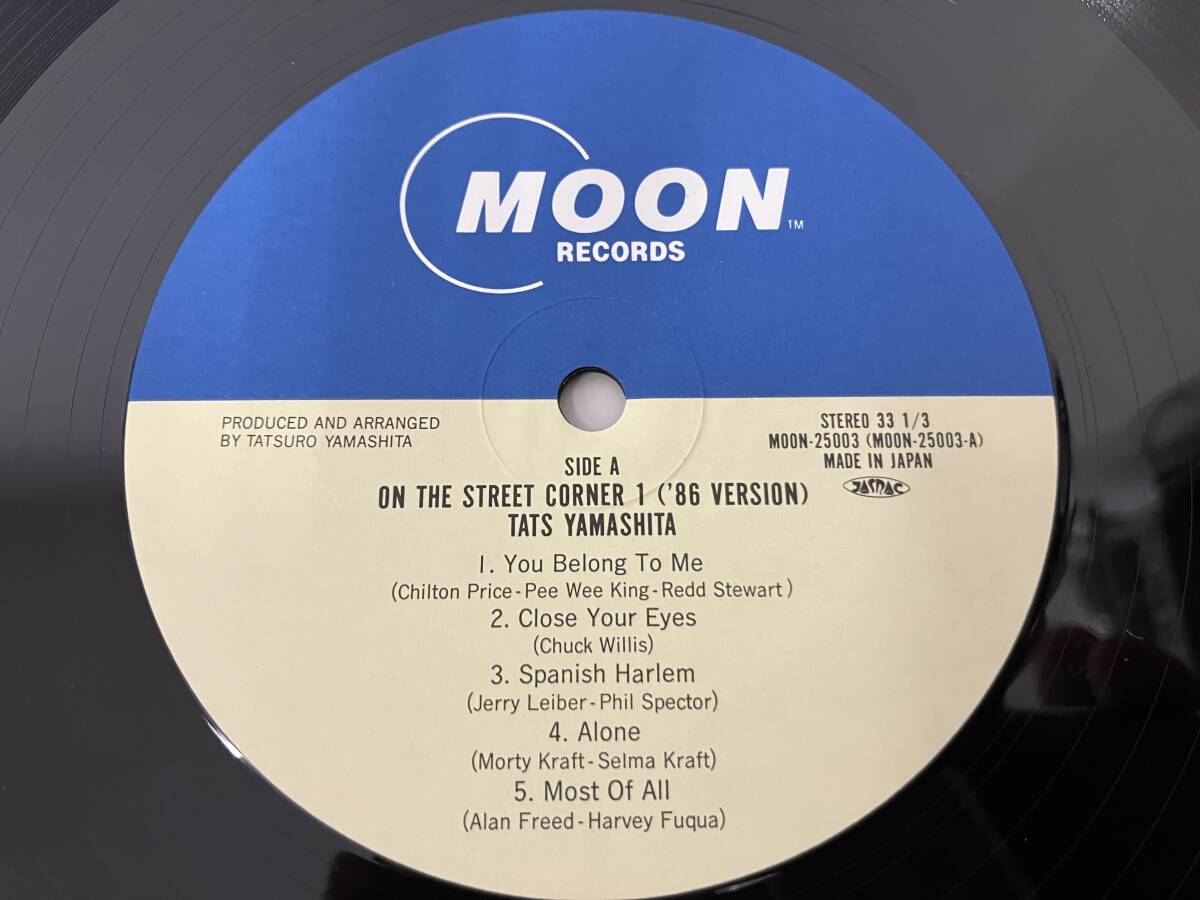 MOON TM
RECORDS
PRODUCED AND ARRANGED
BY TATSURO YAMASHITA
STEREO 33 1/3
MOON-25003 (MOON-25003-A)
MADE IN JAPAN
JASRAC
SIDE A
ON THE STREET CORNER 1 ('86 VERSION)
TATS YAMASHITA
1. You Belong To Me
(Chilton Price-Pee Wee King-Redd Stewart)
2. Close Your Eyes
(Chuck Willis)
3. Spanish Harlem
(Jerry Leiber-Phil Spector)
4. Alone
(Morty Kraft-Selma Kraft)
5. Most Of All
(Alan Freed-Harvey Fuqua)